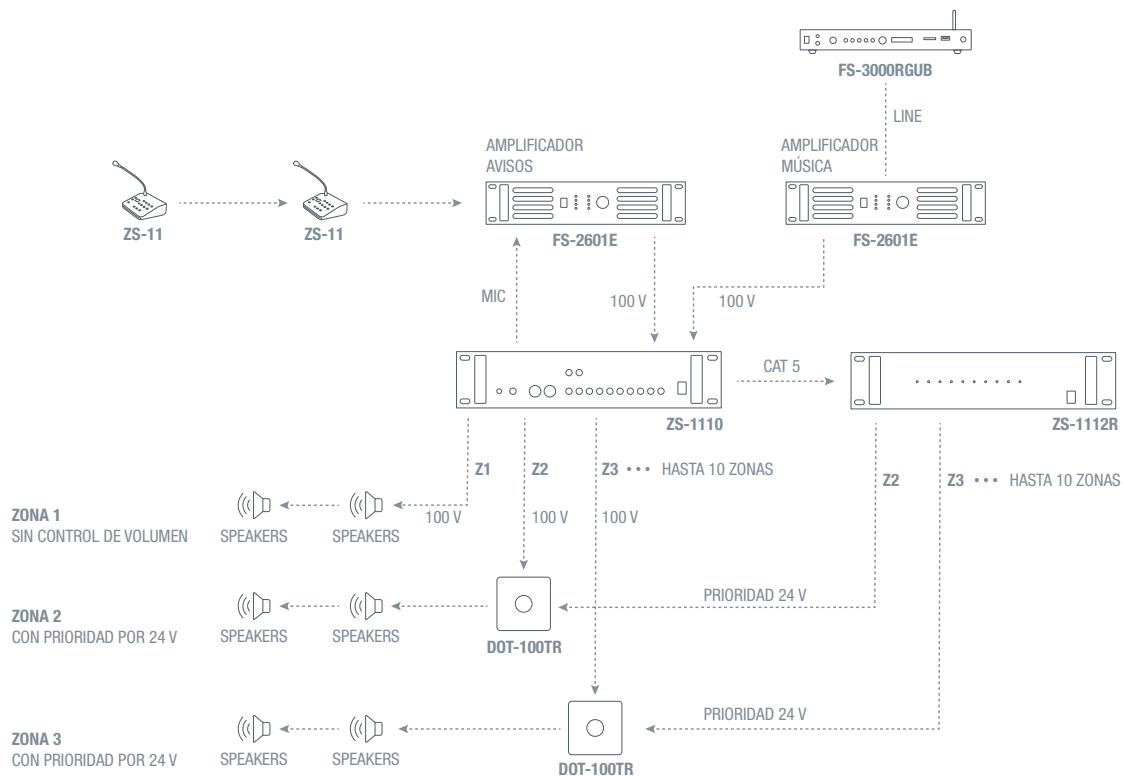 FS-3000RGUB
LINE
AMPLIFICADOR
AVISOS
AMPLIFICADOR
MÚSICA
ZS-11
ZS-11
FS-2601E
FS-2601E
MIC
100 V
100 V
CAT 5
ZS-1110
ZS-1112R
Z1
Z2
Z3 ••• HASTA 10 ZONAS
Z2
Z3 ••• HASTA 10 ZONAS
ZONA 1
SIN CONTROL DE VOLUMEN
SPEAKERS
SPEAKERS
100 V
100 V
100 V
PRIORIDAD 24 V
ZONA 2
CON PRIORIDAD POR 24 V
SPEAKERS
SPEAKERS
DOT-100TR
PRIORIDAD 24 V
ZONA 3
CON PRIORIDAD POR 24 V
SPEAKERS
SPEAKERS
DOT-100TR